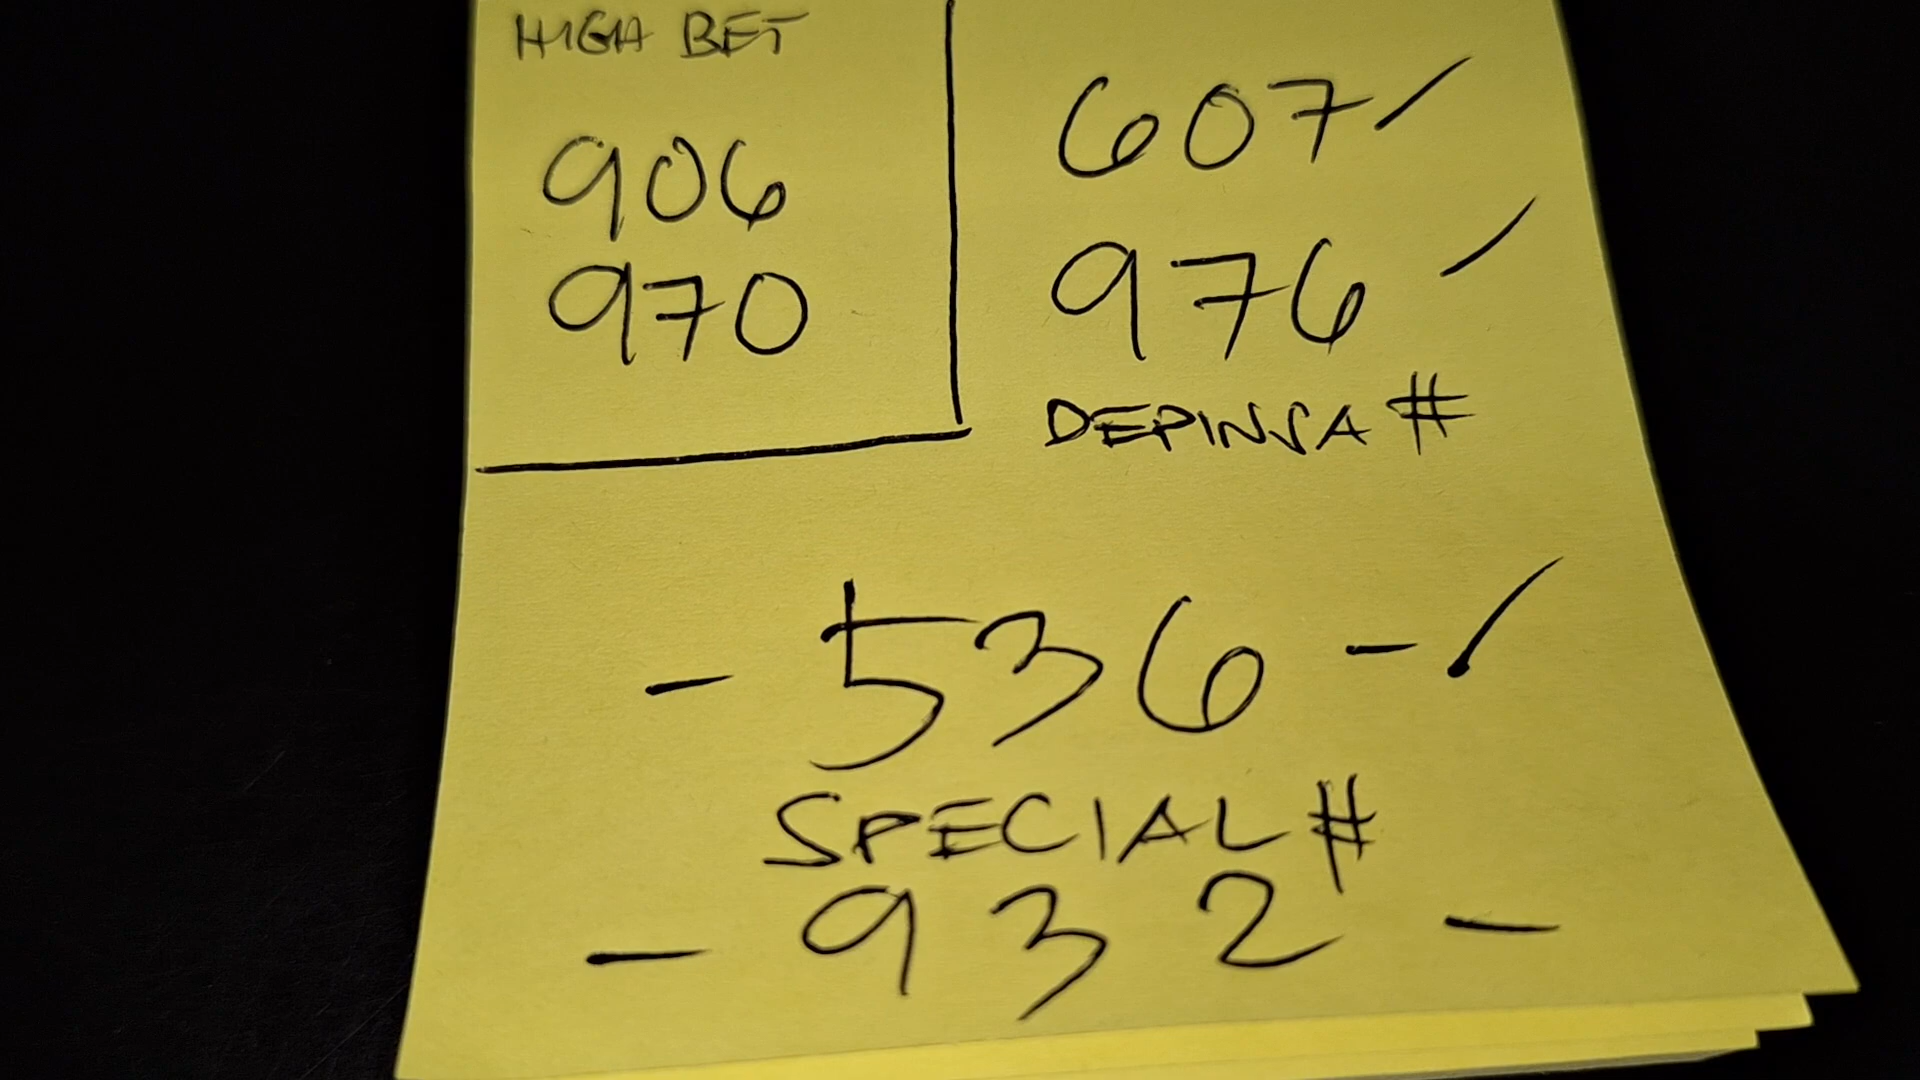 HIGH BET
906
970
607 ✓
976 ✓
DEPINSA #
- 536 - ✓
SPECIAL #
- 932 -